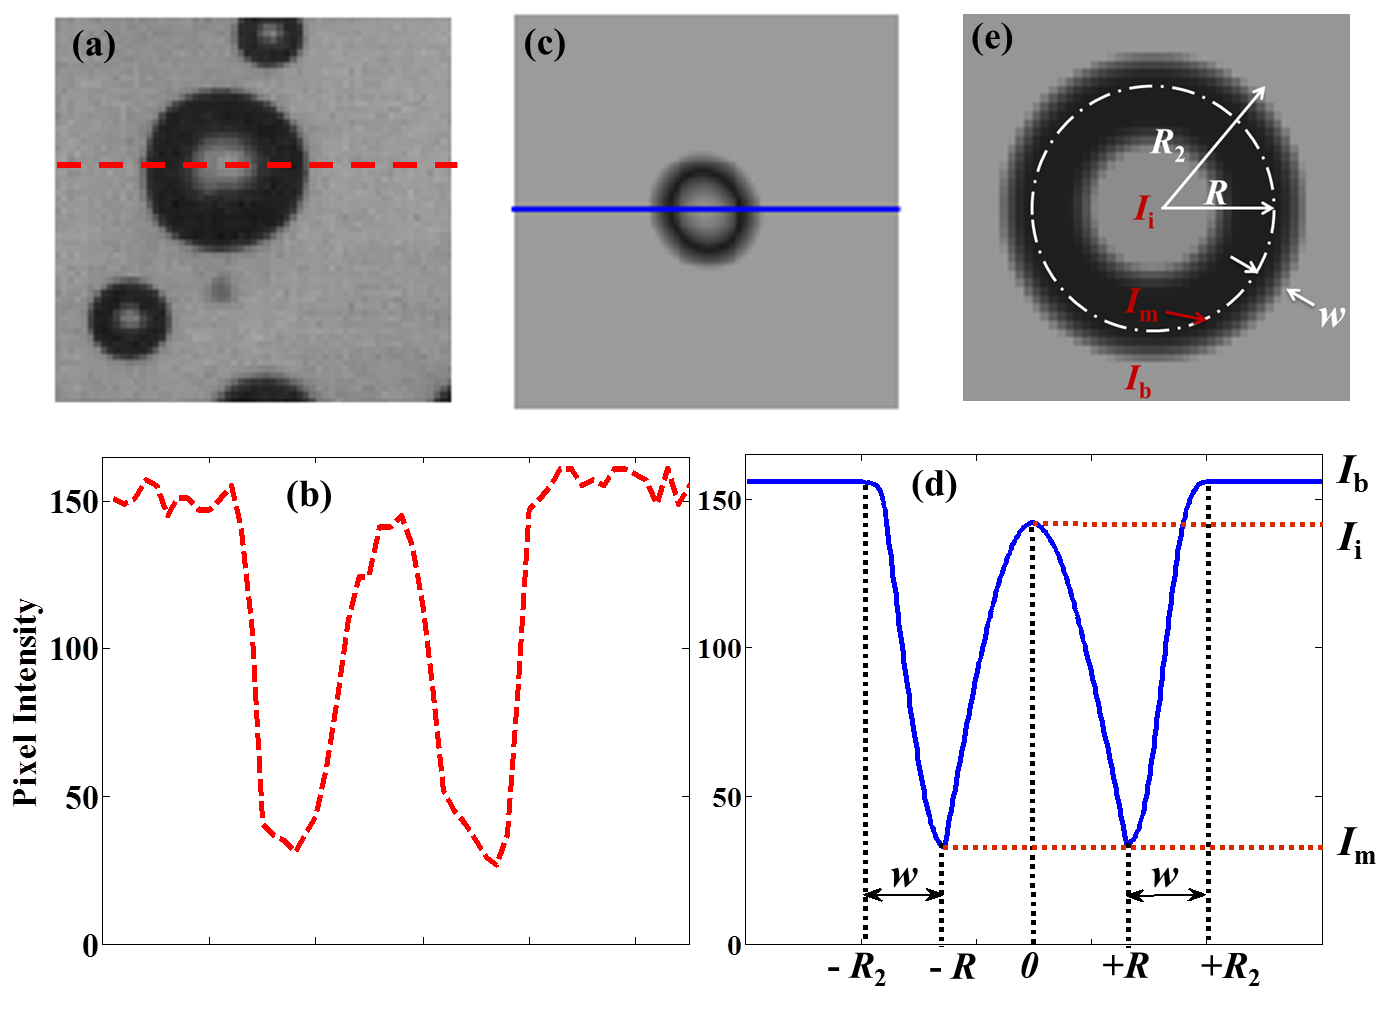 (a)
(c)
(e)
R2
R
Ii
Im
w
Ib
(b)
(d)
Pixel Intensity
150
100
50
0
150
100
50
0
Ib
Ii
Im
w
w
- R2
- R
0
+R
+R2